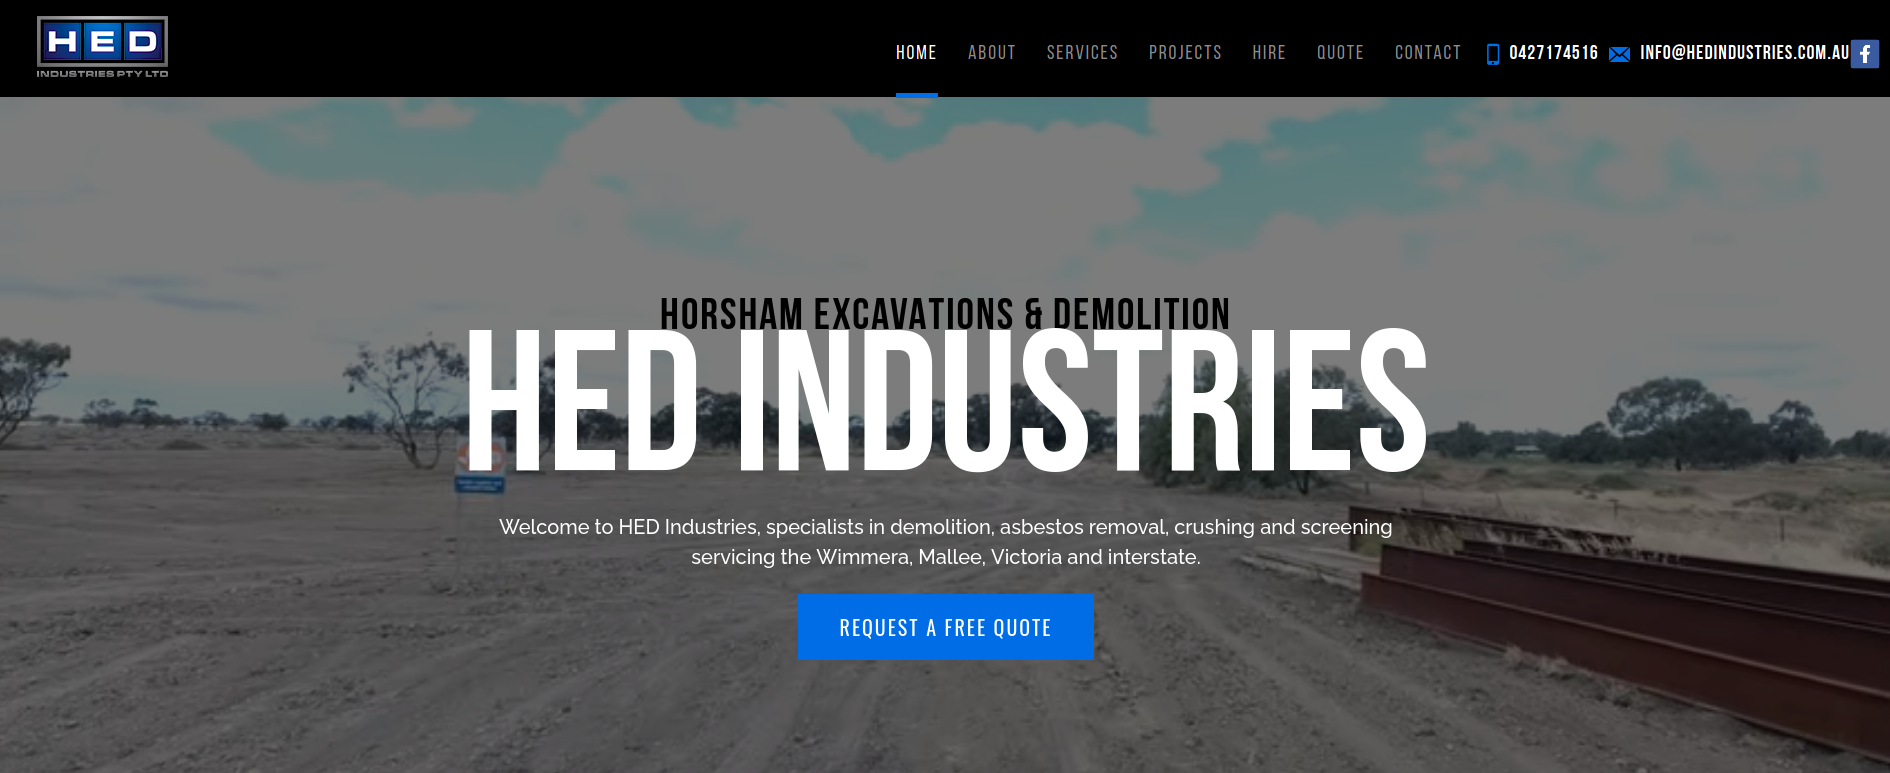 HED
INDUSTRIES PTY LTD
HOME ABOUT SERVICES PROJECTS HIRE QUOTE CONTACT 0427174516 INFO@HEDINDUSTRIES.COM.AU
HORSHAM EXCAVATIONS & DEMOLITION
HED INDUSTRIES
Welcome to HED Industries, specialists in demolition, asbestos removal, crushing and screening
servicing the Wimmera, Mallee, Victoria and interstate.
REQUEST A FREE QUOTE